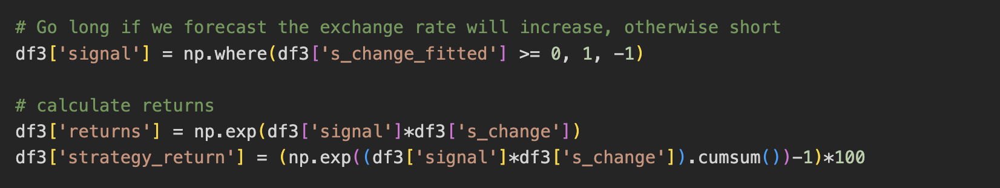 # Go long if we forecast the exchange rate will increase, otherwise short
df3['signal'] = np.where(df3['s_change_fitted'] >= 0, 1, -1)
# calculate returns
df3['returns'] = np.exp(df3['signal']*df3['s_change'])
df3['strategy_return'] = (np.exp((df3['signal']*df3['s_change']).cumsum())-1)*100